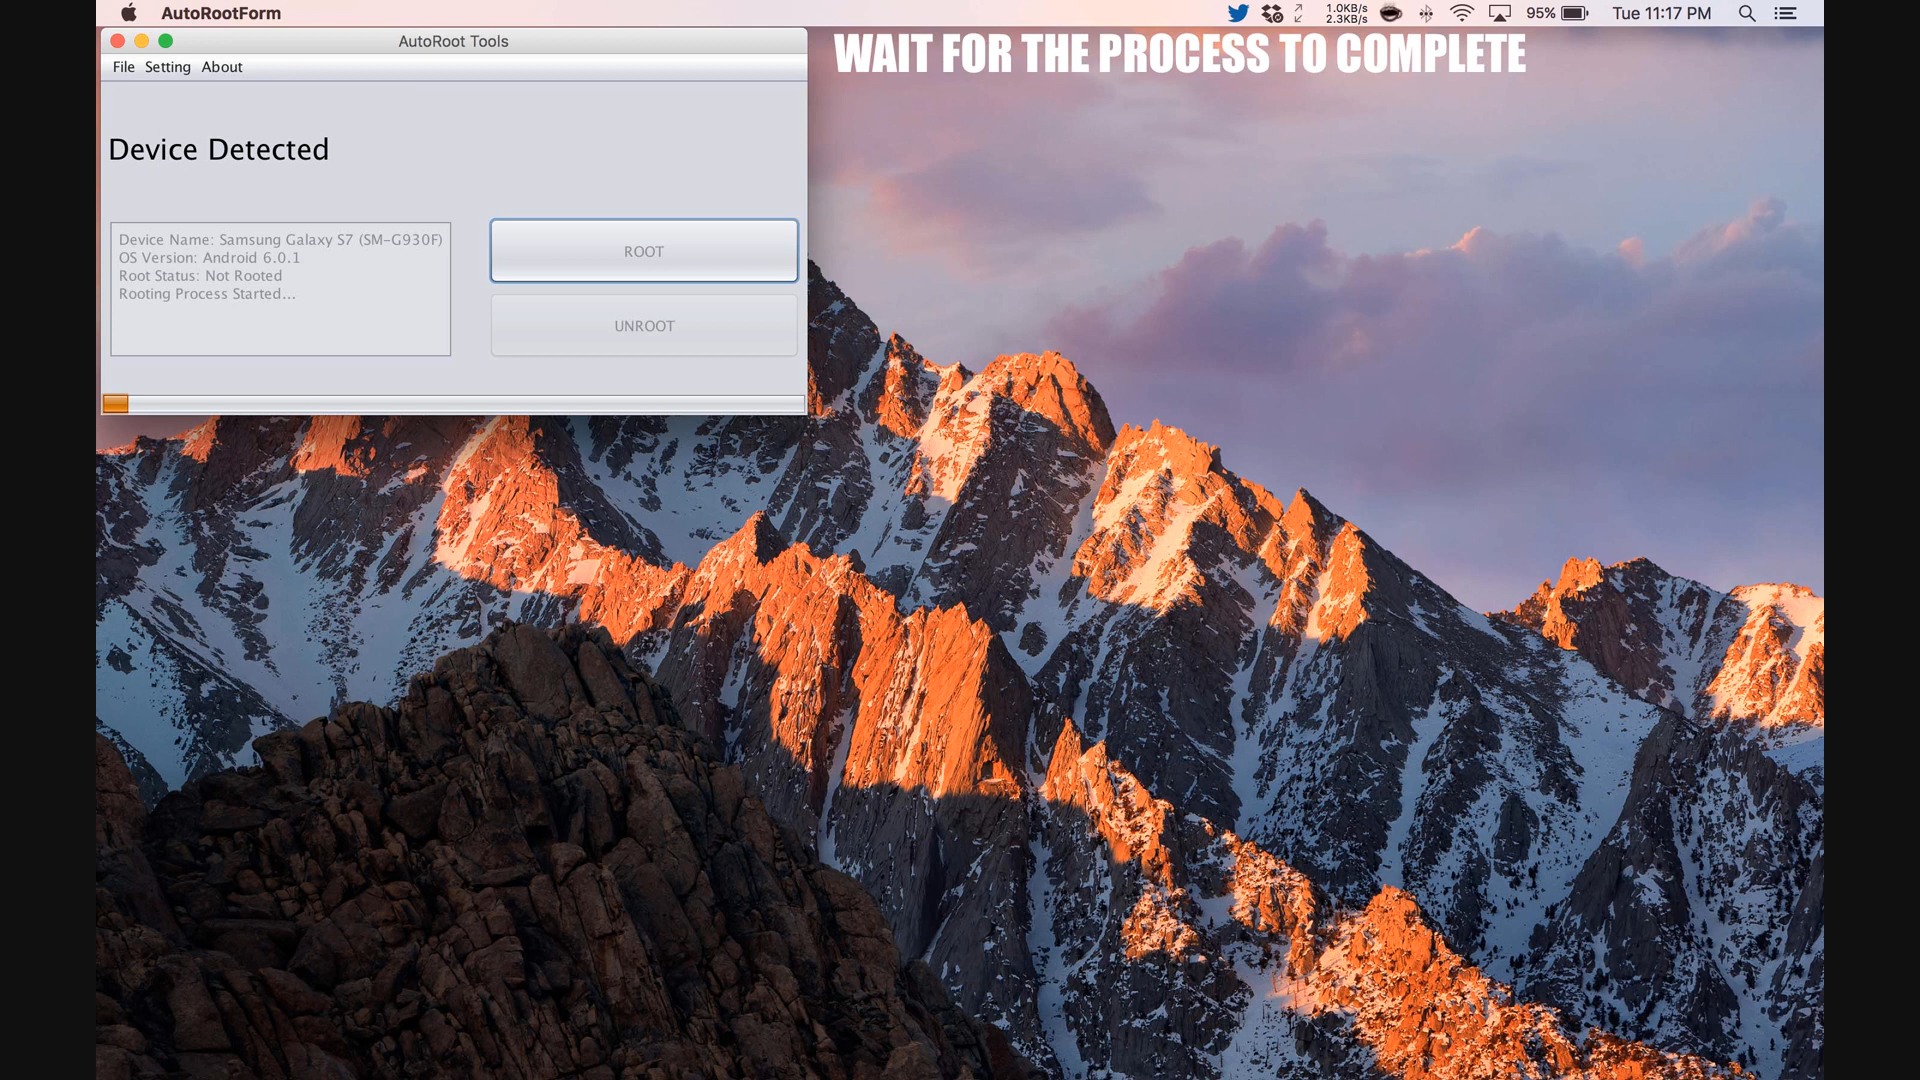 AutoRootForm
1.0KB/s
2.3KB/s
95%
Tue 11:17 PM
AutoRoot Tools
File Setting About
WAIT FOR THE PROCESS TO COMPLETE
Device Detected
Device Name: Samsung Galaxy S7 (SM-G930F)
OS Version: Android 6.0.1
Root Status: Not Rooted
Rooting Process Started...
ROOT
UNROOT